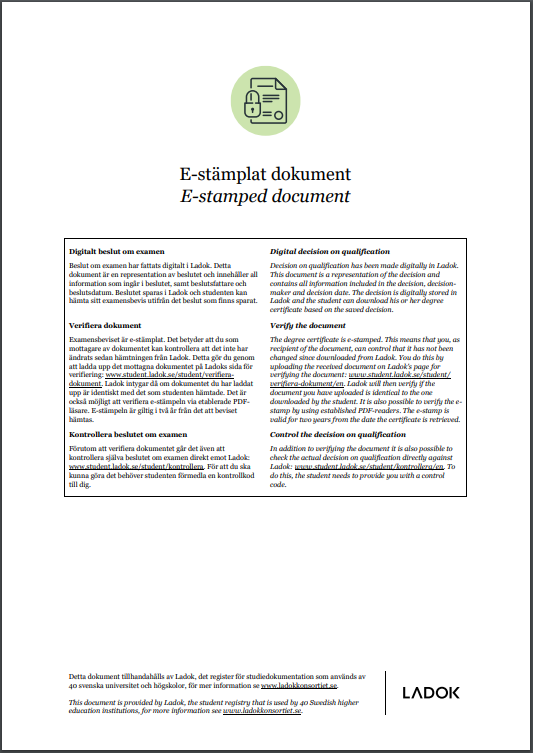 E-stämplat dokument
E-stamped document
Digitalt beslut om examen
Beslut om examen har fattats digitalt i Ladok. Detta
dokument är en representation av beslutet och innehåller all
information som ingår i beslutet, samt beslutsfattare och
beslutsdatum. Beslutet sparas i Ladok och studenten kan
hämta sitt examensbevis utifrån det beslut som finns sparat.
Digital decision on qualification
Decision on qualification has been made digitally in Ladok.
This document is a representation of the decision and
contains all information included in the decision, decision-
maker and decision date. The decision is digitally stored in
Ladok and the student can download his or her degree
certificate based on the saved decision.
Verifiera dokument
Examensbeviset är e-stämplat. Det betyder att du som
mottagare av dokumentet kan kontrollera att det inte har
ändrats sedan hämtningen från Ladok. Detta gör du genom
att ladda upp det mottagna dokumentet på Ladoks sida för
verifiering: www.student.ladok.se/student/verifiera-
dokument. Ladok intygar då om dokumentet du har laddat
upp är identiskt med det som studenten hämtade. Det är
också möjligt att verifiera e-stämpeln via etablerade PDF-
läsare. E-stämpeln är giltig i två år från det att beviset
hämtas.
Verify the document
The degree certificate is e-stamped. This means that you, as
recipient of the document, can control that it has not been
changed since downloaded from Ladok. You do this by
uploading the received document on Ladok's page for
verifying the document: www.student.ladok.se/student/
verifiera-dokument/en. Ladok will then verify if the
document you have uploaded is identical to the one
downloaded by the student. It is also possible to verify the e-
stamp by using established PDF-readers. The e-stamp is
valid for two years from the date the certificate is retrieved.
Kontrollera beslutet om examen
Förutom att verifiera dokumentet går det även att
kontrollera själva beslutet om examen direkt emot Ladok:
www.student.ladok.se/student/kontrollera. För att du ska
kunna göra det behöver studenten förmedla en kontrollkod
till dig.
Control the decision on qualification
In addition to verifying the document it is also possible to
check the actual decision on qualification directly against
Ladok: www.student.ladok.se/student/kontrollera/en. To
do this, the student needs to provide you with a control
code.
Detta dokument tillhandahålls av Ladok, det register för studiedokumentation som används av
40 svenska universitet och högskolor, för mer information se www.ladokkonsortiet.se.
This document is provided by Ladok, the student registry that is used by 40 Swedish higher
education institutions, for more information see www.ladokkonsortiet.se.
LADOK